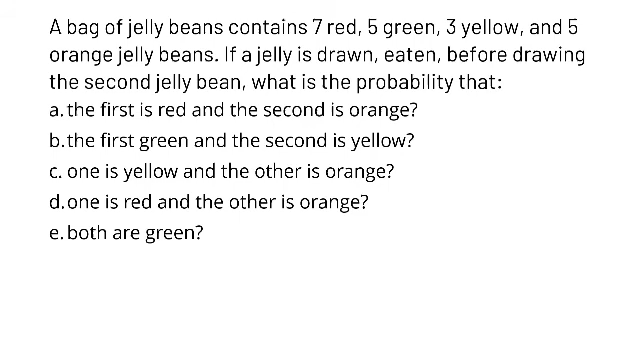 A bag of jelly beans contains 7 red, 5 green, 3 yellow, and 5
orange jelly beans. If a jelly is drawn, eaten, before drawing
the second jelly bean, what is the probability that:
a. the first is red and the second is orange?
b. the first green and the second is yellow?
c. one is yellow and the other is orange?
d. one is red and the other is orange?
e. both are green?